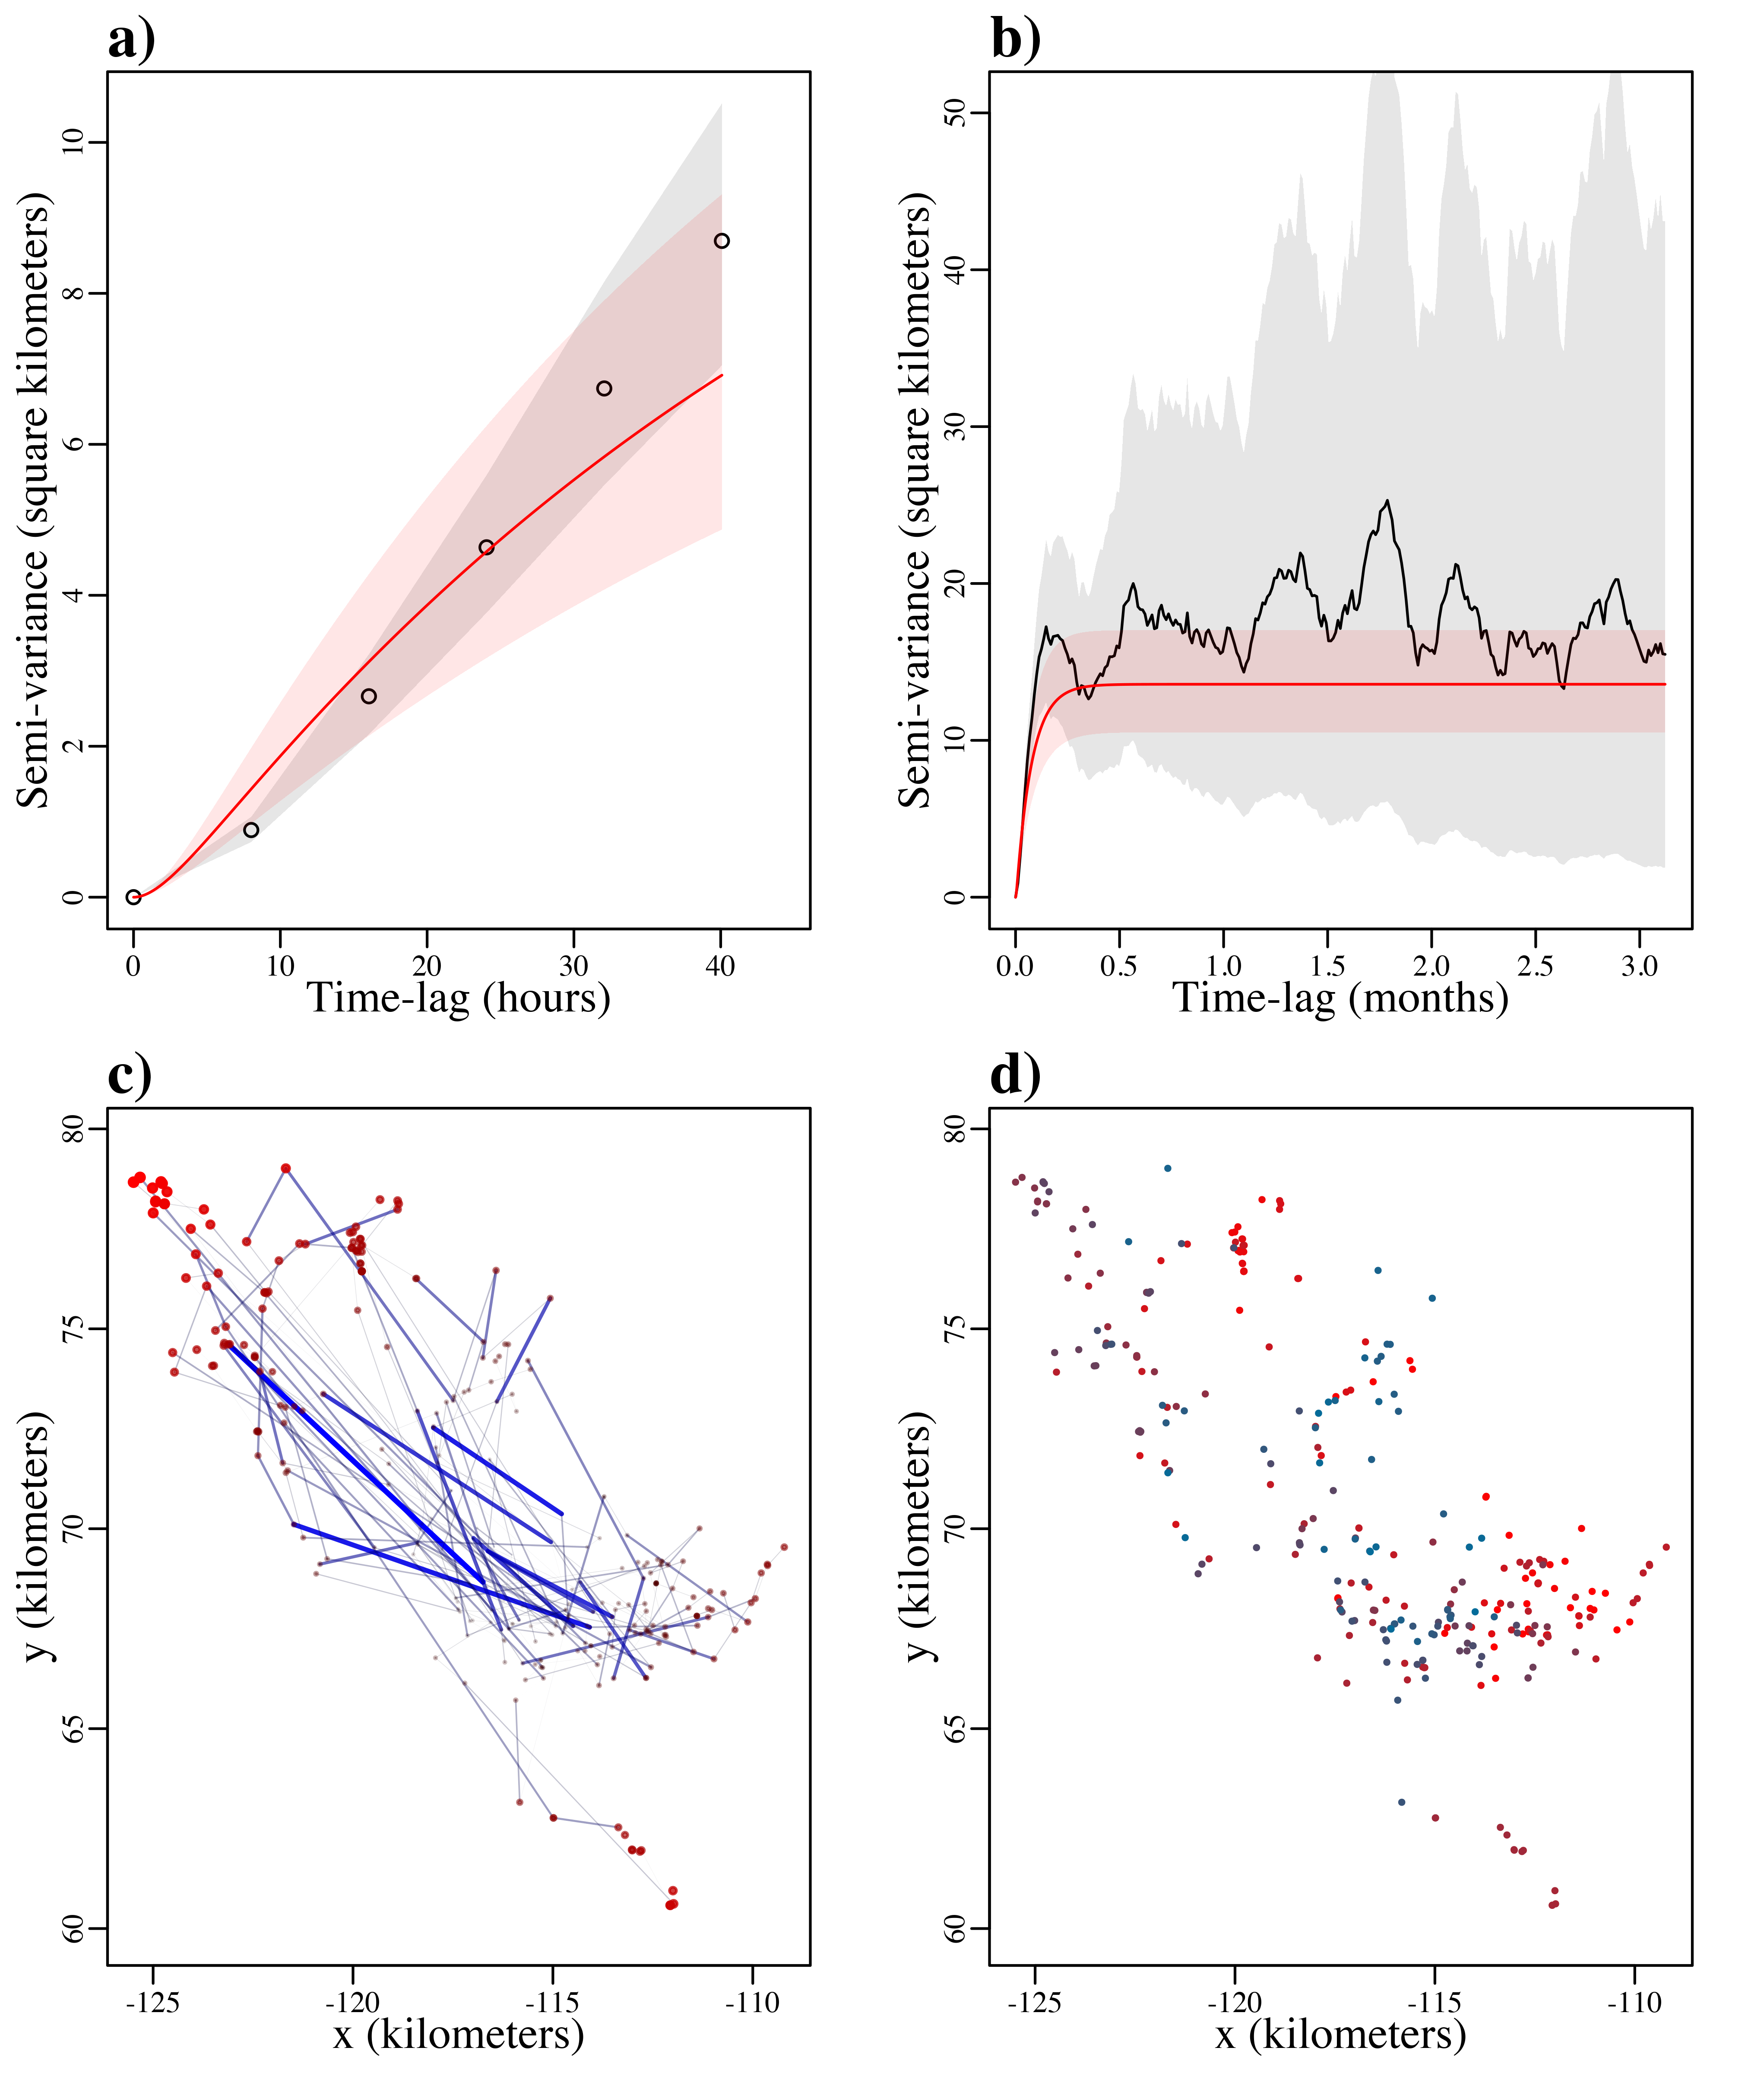 a)
Semi-variance (square kilometers)
0 2 4 6 8 10
0 10 20 30 40
Time-lag (hours)
b)
Semi-variance (square kilometers)
0 10 20 30 40 50
0.0 0.5 1.0 1.5 2.0 2.5 3.0
Time-lag (months)
c)
y (kilometers)
60 65 70 75 80
-125 -120 -115 -110
x (kilometers)
d)
y (kilometers)
60 65 70 75 80
-125 -120 -115 -110
x (kilometers)